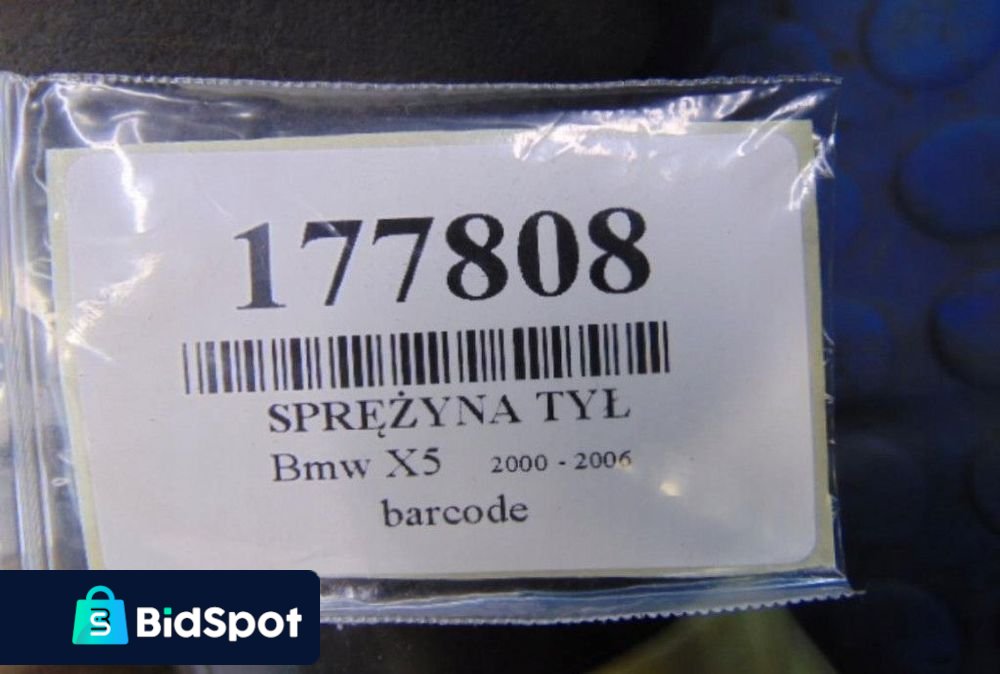 177808
SPRĘŻYNA TYŁ
Bmw X5 2000 - 2006
barcode
BidSpot